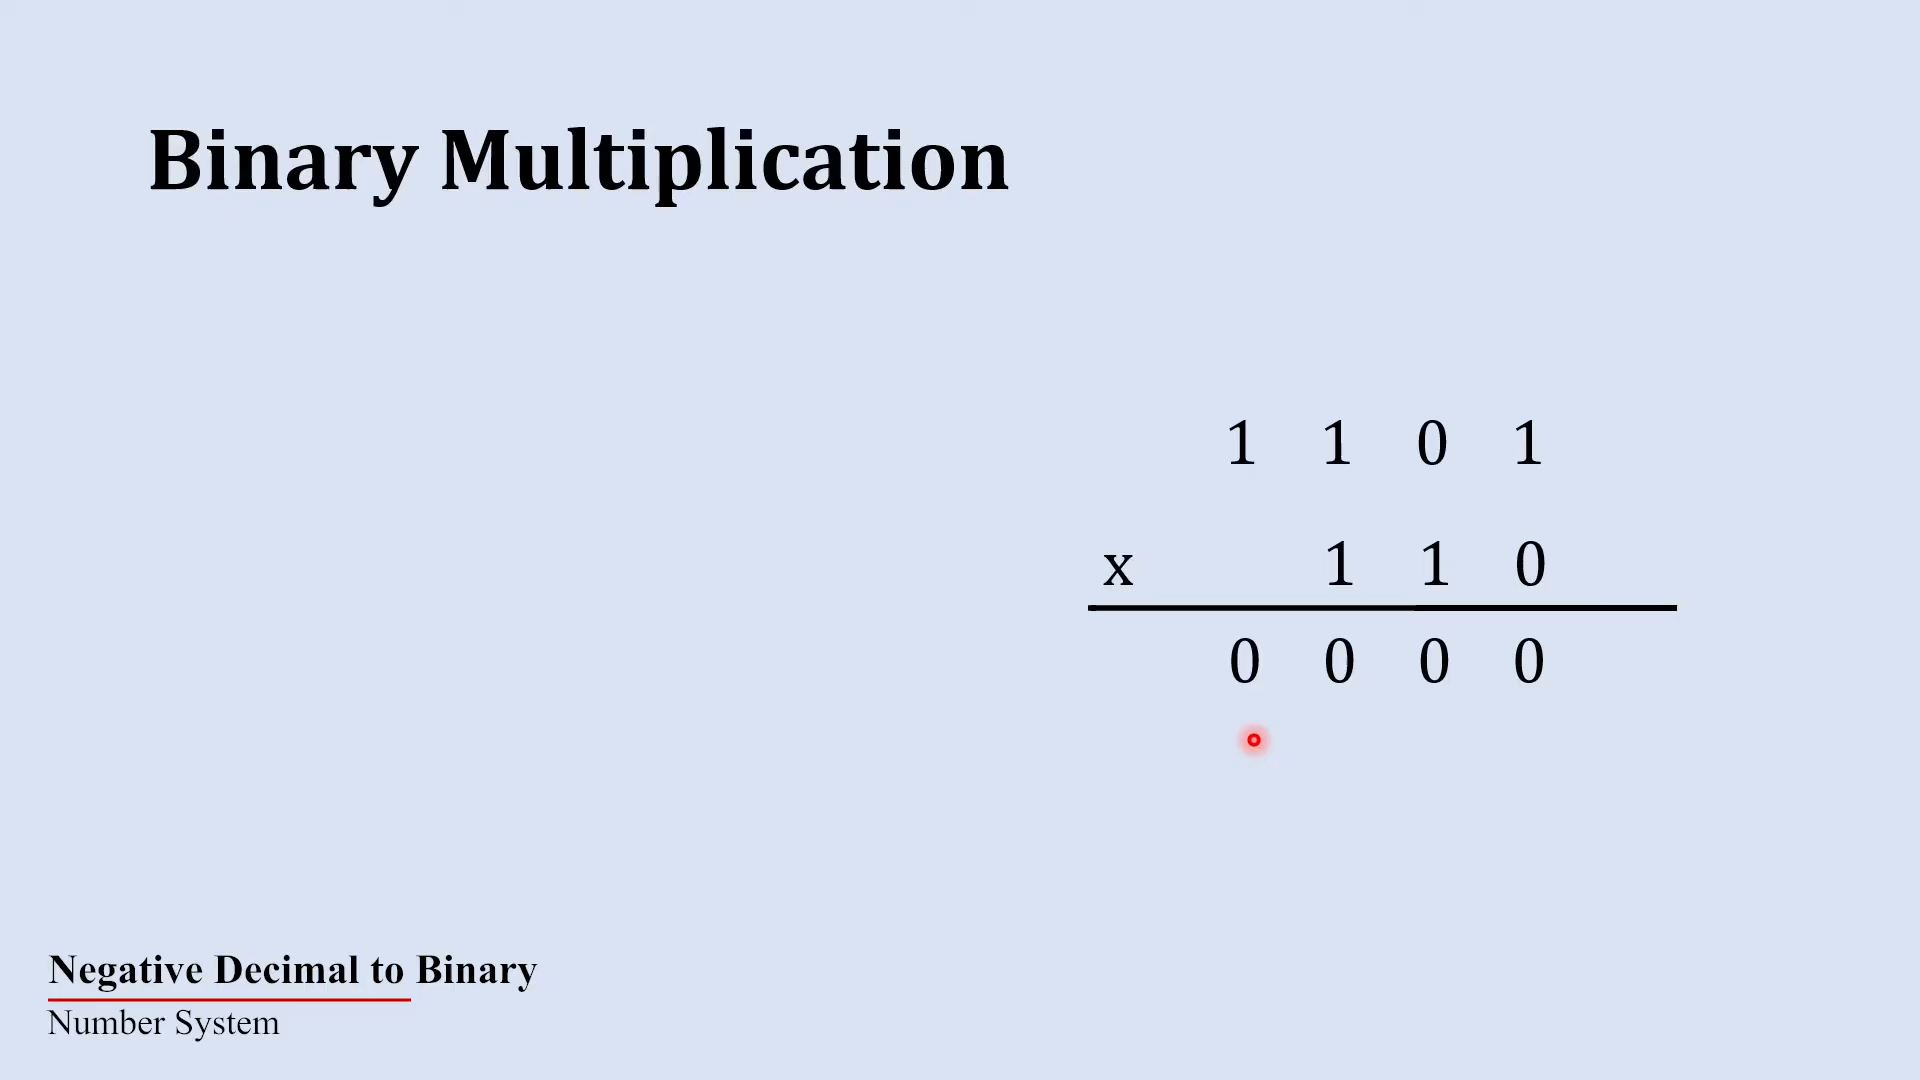 Binary Multiplication
1 1 0 1
x 1 1 0
0 0 0 0
Negative Decimal to Binary
Number System